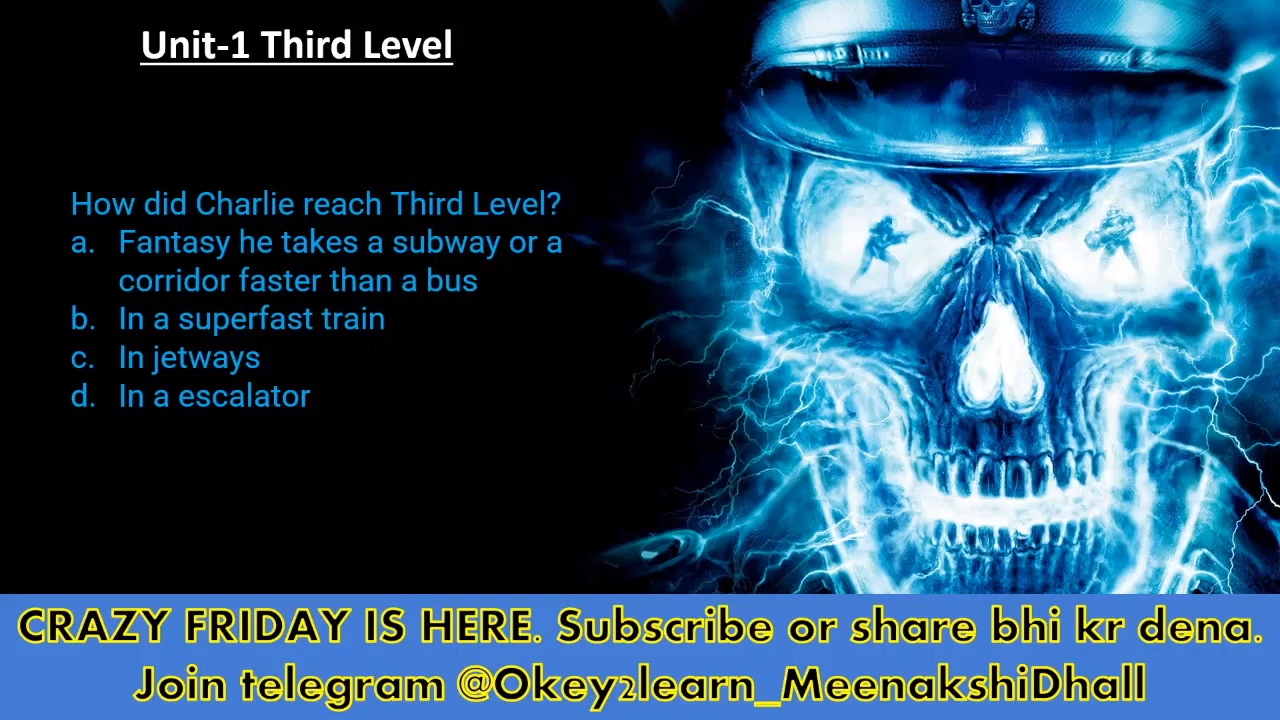 Unit-1 Third Level
How did Charlie reach Third Level?
a. Fantasy he takes a subway or a
corridor faster than a bus
b. In a superfast train
c. In jetways
d. In a escalator
CRAZY FRIDAY IS HERE. Subscribe or share bhi kr dena.
Join telegram @Okey2learn_MeenakshiDhall